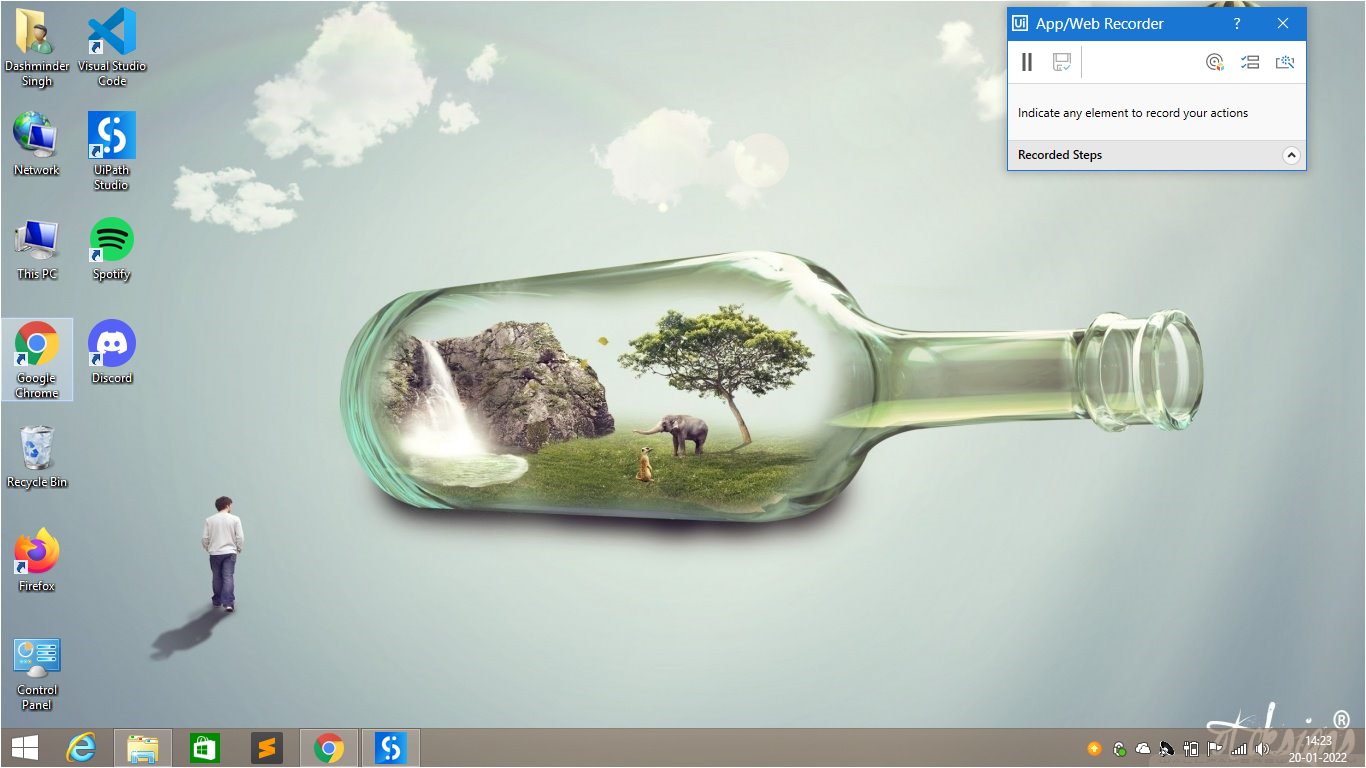 Dashminder
Singh
Visual Studio
Code
Network
UiPath
Studio
This PC
Spotify
Google
Chrome
Discord
Recycle Bin
Firefox
Control
Panel
Ui App/Web Recorder ?
Indicate any element to record your actions
Recorded Steps
®
14:23
20-01-2022